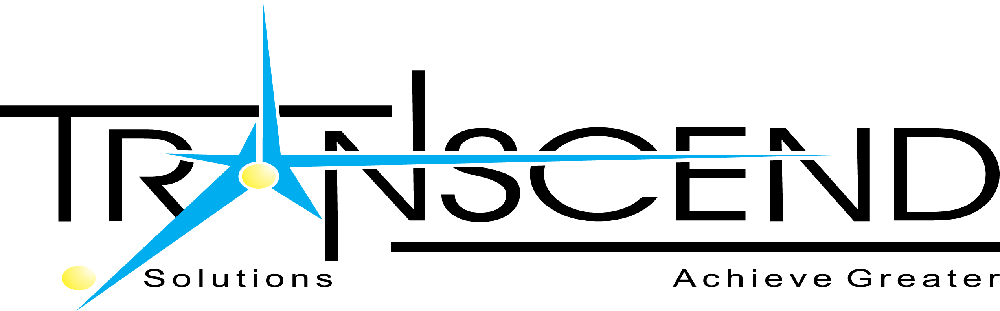 TRANSCEND
Solutions Achieve Greater